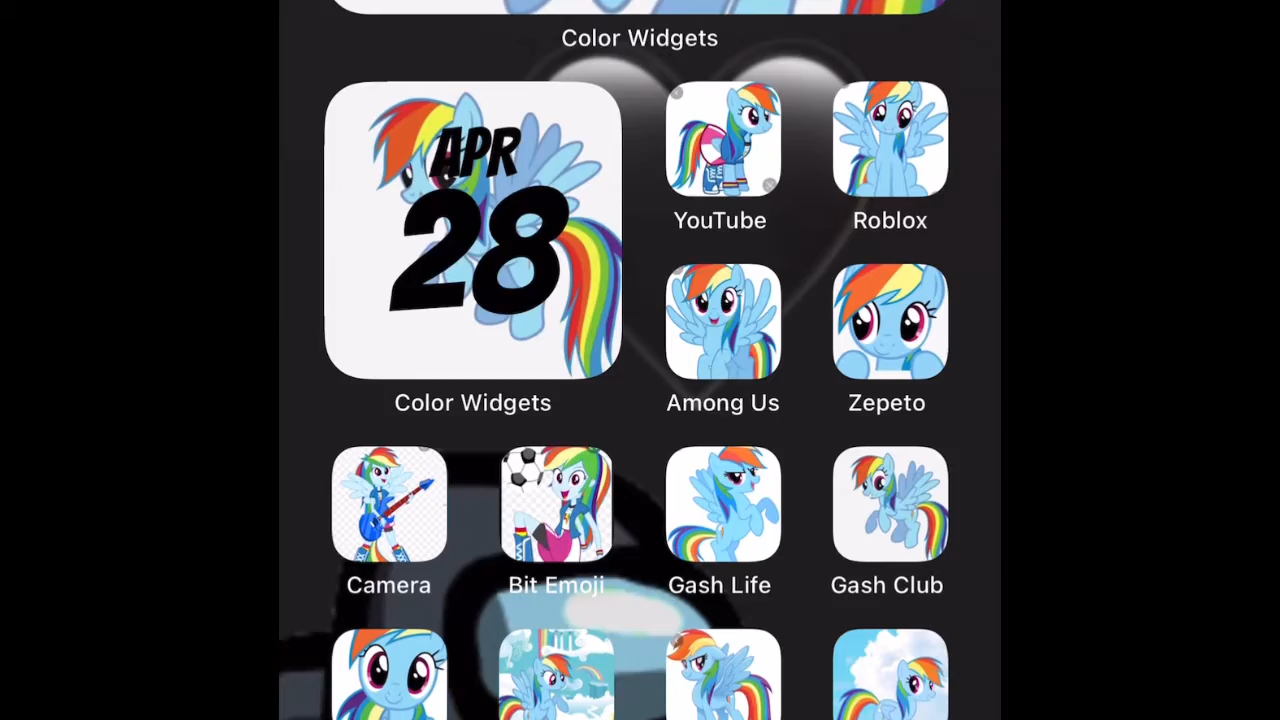 Color Widgets
APR
28
YouTube
Roblox
Among Us
Zepeto
Color Widgets
Camera
Bit Emoji
Gash Life
Gash Club